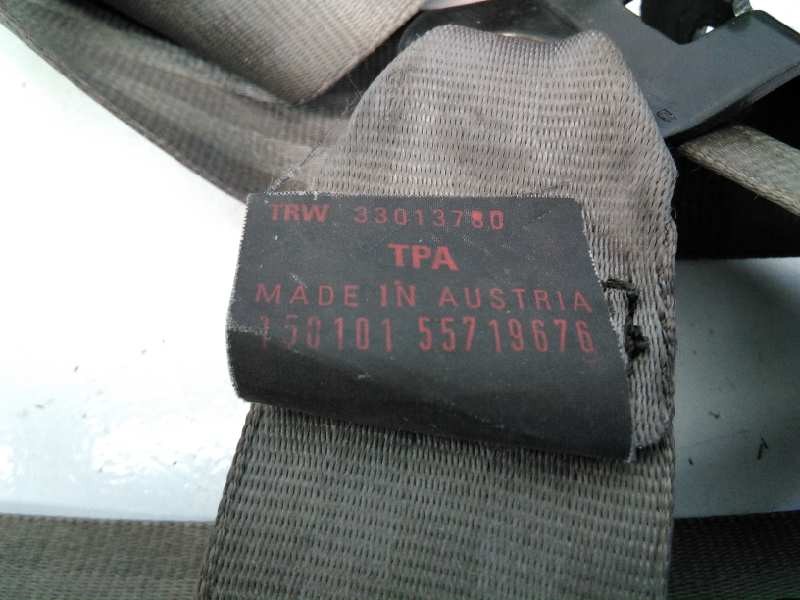 TRW 33013780
TPA
MADE IN AUSTRIA
150101 55719676